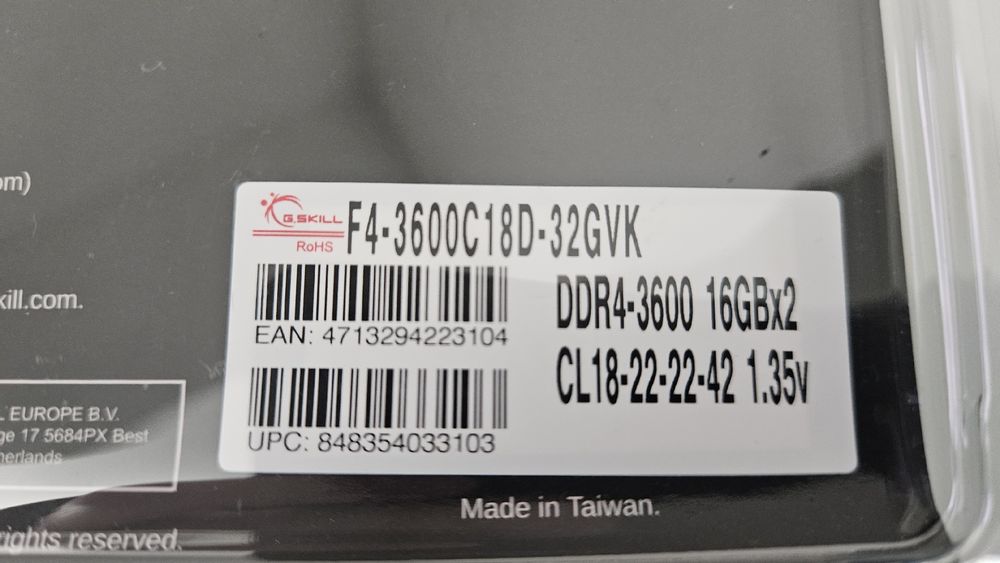 om)
kill.com.
L EUROPE B.V.
ge 17 5684PX Best
herlands
rights reserved.
G.SKILL
RoHS
F4-3600C18D-32GVK
EAN: 4713294223104
UPC: 848354033103
DDR4-3600 16GBx2
CL18-22-22-42 1.35v
Made in Taiwan.